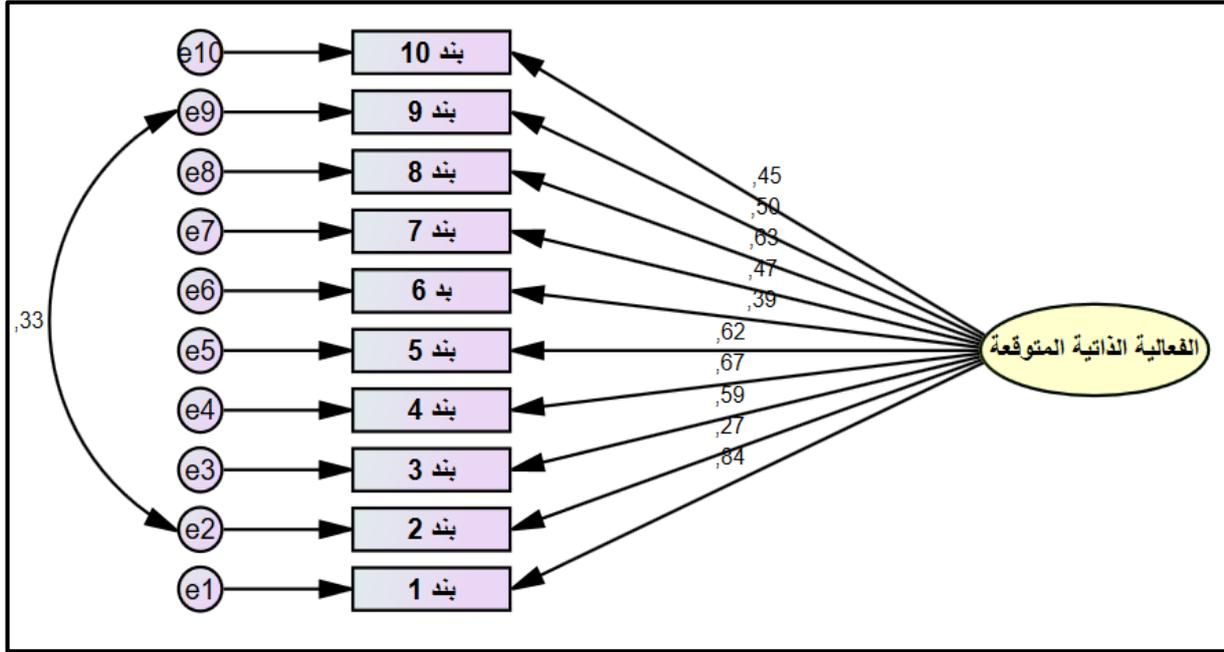 e10
بند 10
e9
بند 9
e8
بند 8
e7
بند 7
e6
بد 6
e5
بند 5
e4
بند 4
e3
بند 3
e2
بند 2
e1
بند 1
,33
,45
,50
,63
,47
,39
,62
,67
,59
,27
,84
الفعالية الذاتية المتوقعة